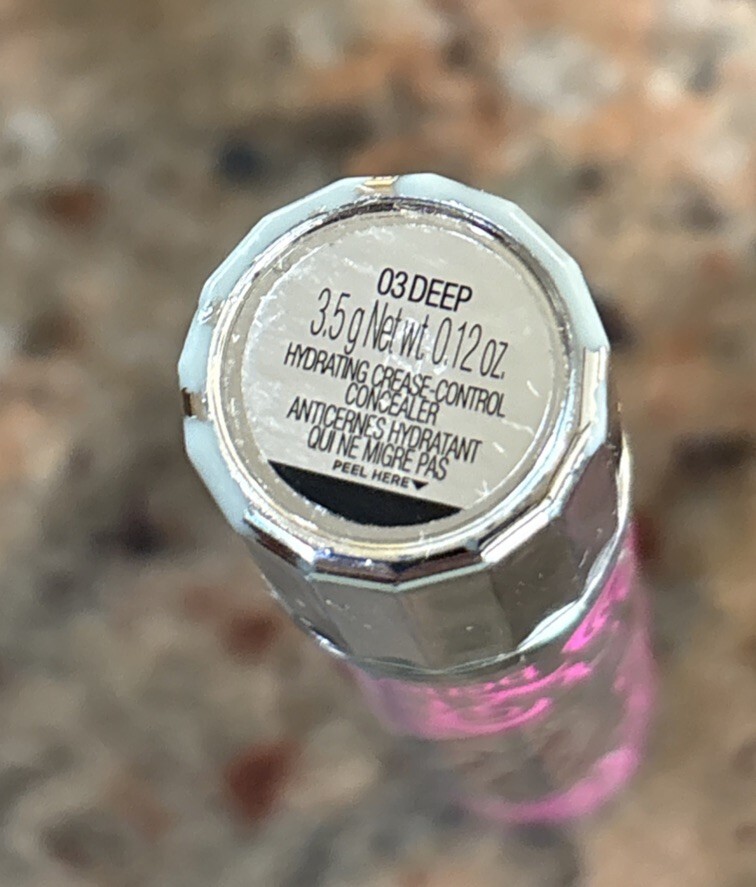 03 DEEP
3.5 g Net wt. 0.12 oz.
HYDRATING CREASE-CONTROL
CONCEALER
ANTICERNES HYDRATANT
QUI NE MIGRE PAS
PEEL HERE